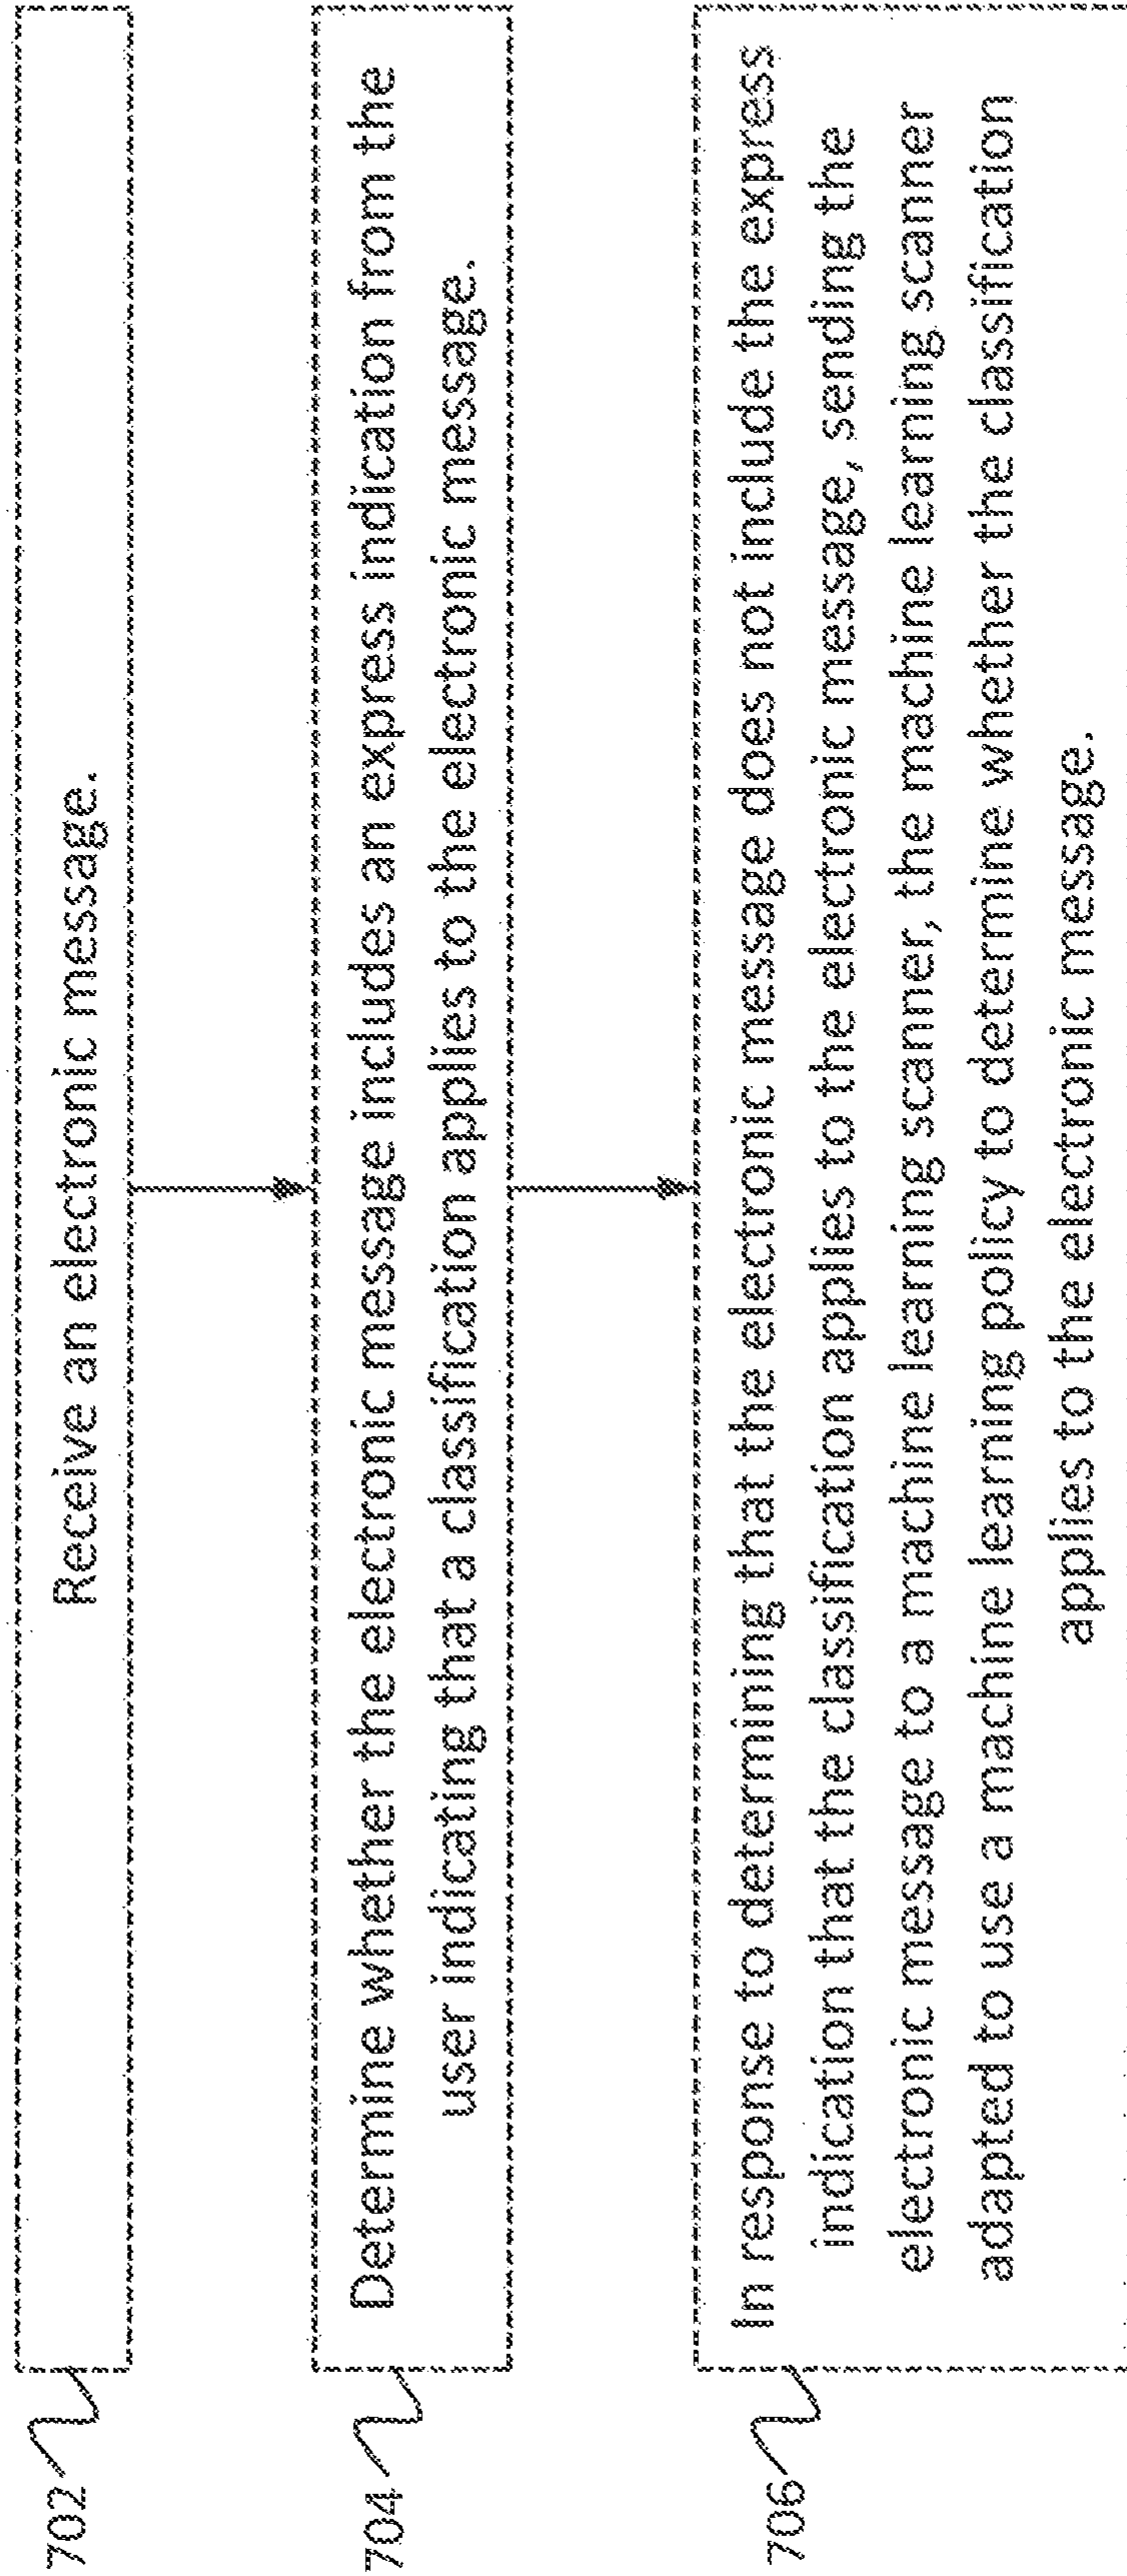 702
Receive an electronic message.
704
Determine whether the electronic message includes an express indication from the
user indicating that a classification applies to the electronic message.
706
In response to determining that the electronic message does not include the express
indication that the classification applies to the electronic message, sending the
electronic message to a machine learning scanner, the machine learning scanner
adapted to use a machine learning policy to determine whether the classification
applies to the electronic message.